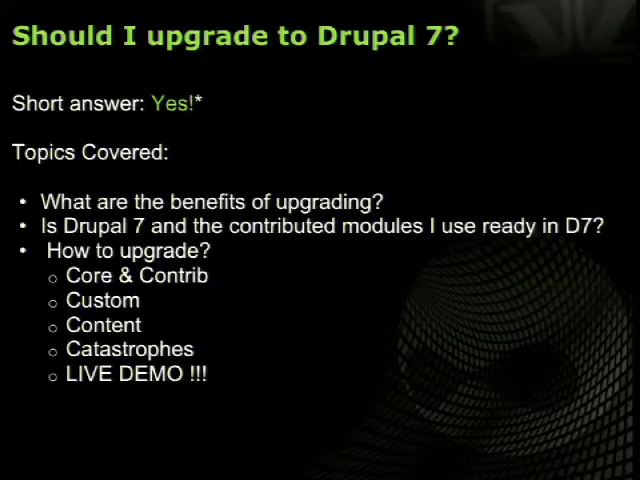 Should I upgrade to Drupal 7?
Short answer: Yes!*
Topics Covered:
• What are the benefits of upgrading?
• Is Drupal 7 and the contributed modules I use ready in D7?
• How to upgrade?
o Core & Contrib
o Custom
o Content
o Catastrophes
o LIVE DEMO !!!